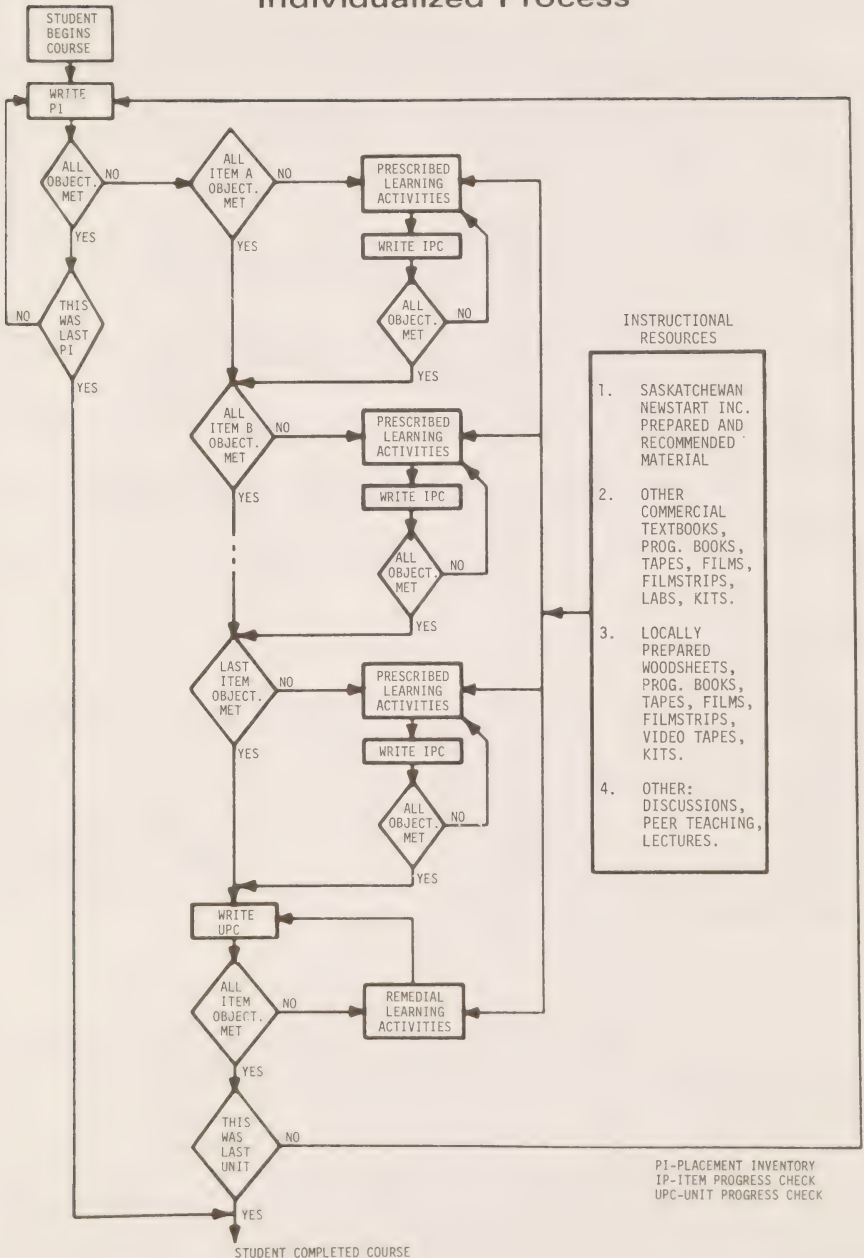 Individualized Process
STUDENT
BEGINS
COURSE
WRITE
PI
ALL
OBJECT.
MET
NO
YES
THIS
WAS
LAST
PI
NO
YES
ALL
ITEM A
OBJECT.
MET
NO
YES
PRESCRIBED
LEARNING
ACTIVITIES
WRITE IPC
ALL
OBJECT.
MET
NO
YES
ALL
ITEM B
OBJECT.
MET
NO
YES
PRESCRIBED
LEARNING
ACTIVITIES
WRITE IPC
ALL
OBJECT.
MET
NO
YES
LAST
ITEM
OBJECT.
MET
NO
YES
PRESCRIBED
LEARNING
ACTIVITIES
WRITE IPC
ALL
OBJECT.
MET
NO
YES
WRITE
UPC
ALL
ITEM
OBJECT.
MET
NO
YES
REMEDIAL
LEARNING
ACTIVITIES
THIS
WAS
LAST
UNIT
NO
YES
STUDENT COMPLETED COURSE
INSTRUCTIONAL
RESOURCES
1. SASKATCHEWAN
NEWSTART INC.
PREPARED AND
RECOMMENDED
MATERIAL
2. OTHER
COMMERCIAL
TEXTBOOKS,
PROG. BOOKS,
TAPES, FILMS,
FILMSTRIPS,
LABS, KITS.
3. LOCALLY
PREPARED
WOODSHEETS,
PROG. BOOKS,
TAPES, FILMS,
FILMSTRIPS,
VIDEO TAPES,
KITS.
4. OTHER:
DISCUSSIONS,
PEER TEACHING,
LECTURES.
PI-PLACEMENT INVENTORY
IP-ITEM PROGRESS CHECK
UPC-UNIT PROGRESS CHECK